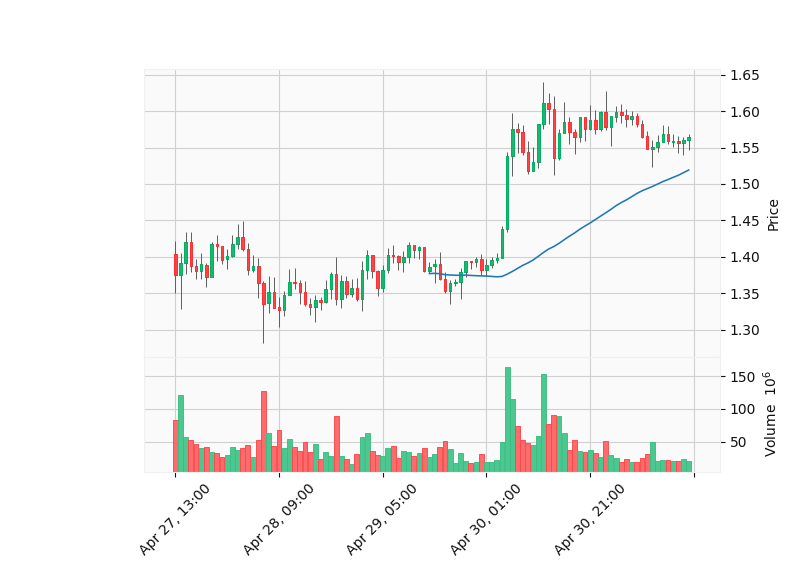 1.65
1.60
1.55
1.50
1.45
1.40
1.35
1.30
Price
150
100
50
Volume 10⁶
Apr 27, 13:00
Apr 28, 09:00
Apr 29, 05:00
Apr 30, 01:00
Apr 30, 21:00